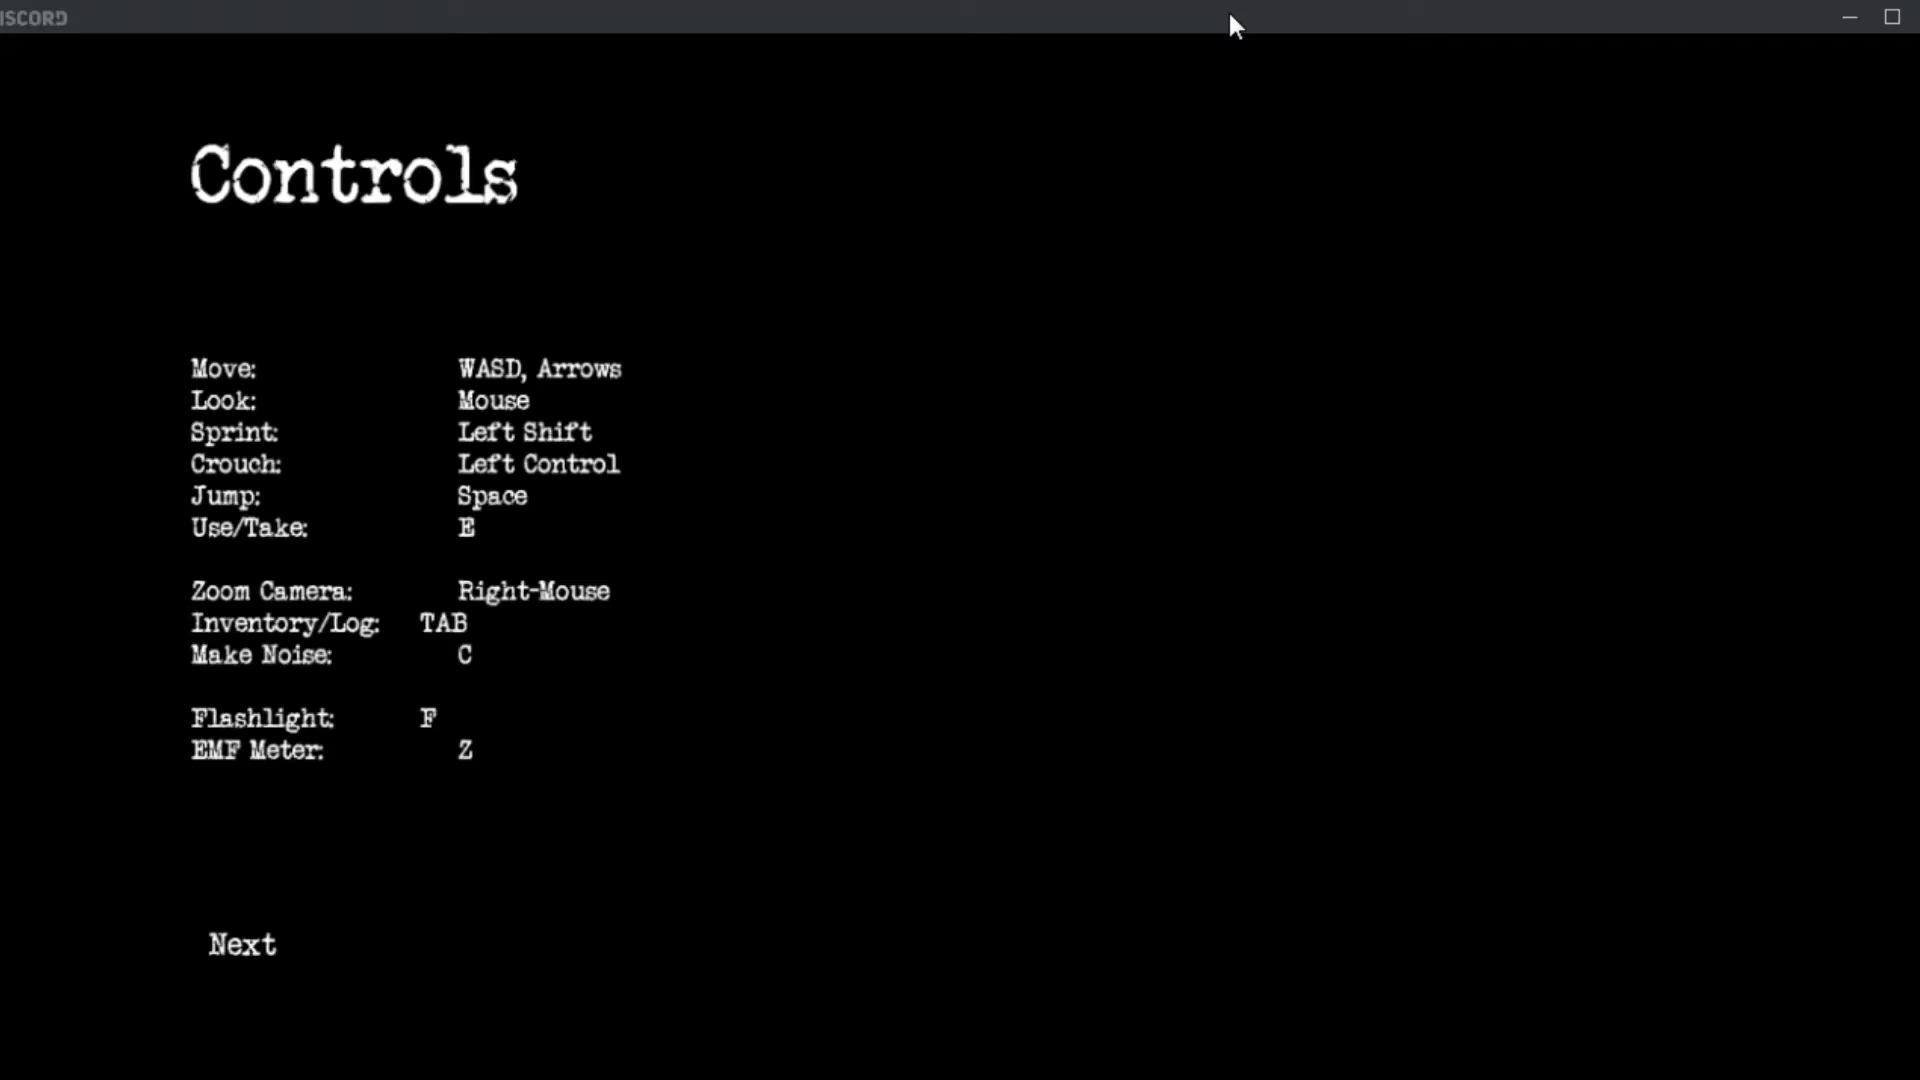 ISCORD
Controls
Move: WASD, Arrows
Look: Mouse
Sprint: Left Shift
Crouch: Left Control
Jump: Space
Use/Take: E
Zoom Camera: Right-Mouse
Inventory/Log: TAB
Make Noise: C
Flashlight: F
EMF Meter: Z
Next